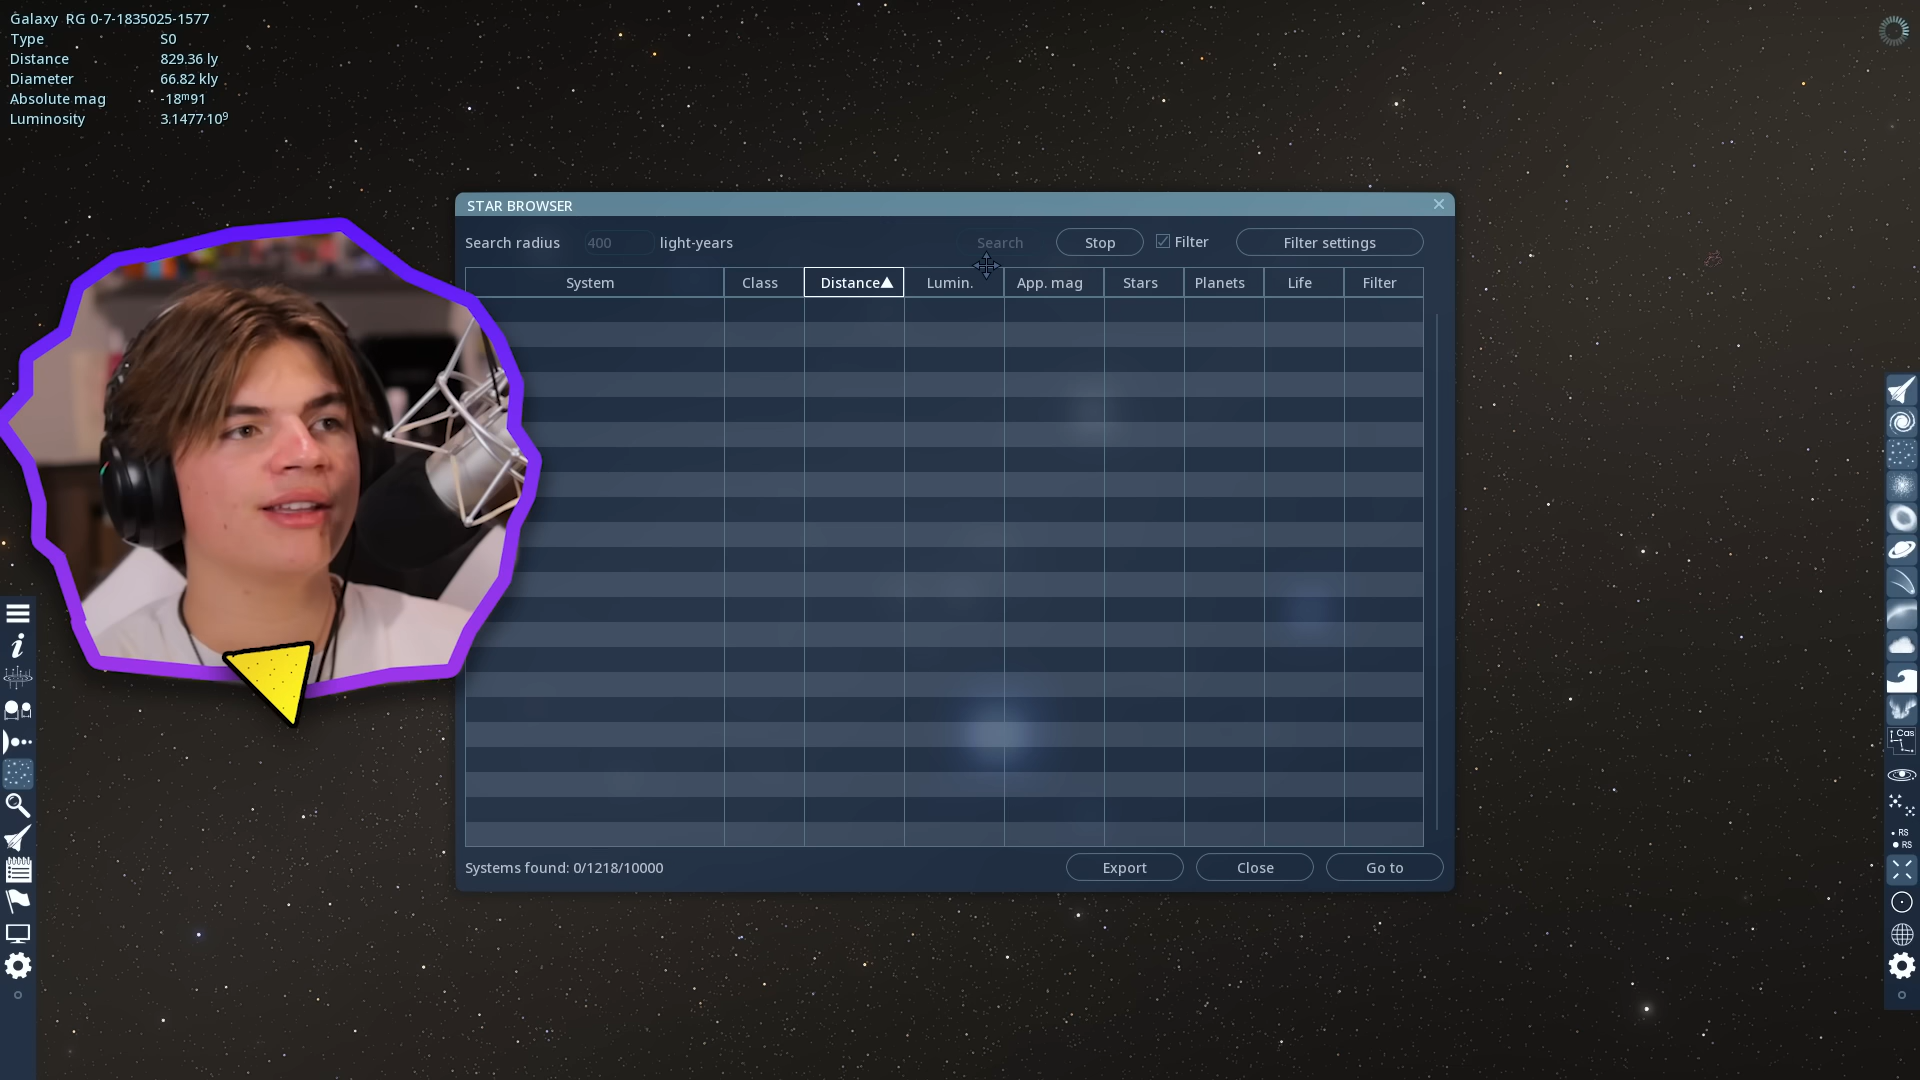 Galaxy RG 0-7-1835025-1577
Type S0
Distance 829.36 ly
Diameter 66.82 kly
Absolute mag -18ᵐ91
Luminosity 3.1477·10⁹
STAR BROWSER
Search radius 400 light-years Search Stop Filter Filter settings
System Class Distance▲ Lumin. App. mag Stars Planets Life Filter
Systems found: 0/1218/10000 Export Close Go to
Cas
RS
RS